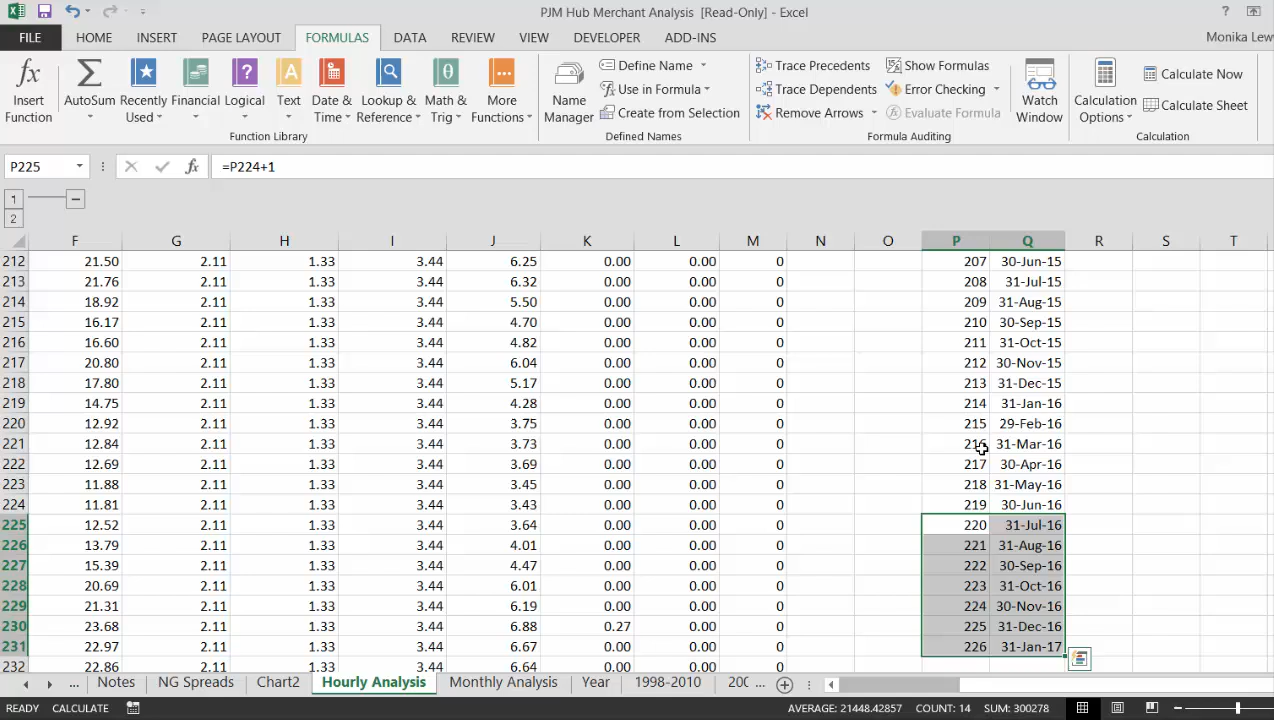 PJM Hub Merchant Analysis [Read-Only] - Excel
FILE HOME INSERT PAGE LAYOUT FORMULAS DATA REVIEW VIEW DEVELOPER ADD-INS Monika Lew
Insert Function AutoSum Recently Used Financial Logical Text Date & Time Lookup & Reference Math & Trig More Functions Name Manager Define Name Use in Formula Create from Selection Trace Precedents Trace Dependents Remove Arrows Show Formulas Error Checking Evaluate Formula Watch Window Calculation Options Calculate Now Calculate Sheet
Function Library Defined Names Formula Auditing Calculation
P225 fx =P224+1
1
2
F G H I J K L M N O P Q R S T
212 21.50 2.11 1.33 3.44 6.25 0.00 0.00 0 207 30-Jun-15
213 21.76 2.11 1.33 3.44 6.32 0.00 0.00 0 208 31-Jul-15
214 18.92 2.11 1.33 3.44 5.50 0.00 0.00 0 209 31-Aug-15
215 16.17 2.11 1.33 3.44 4.70 0.00 0.00 0 210 30-Sep-15
216 16.60 2.11 1.33 3.44 4.82 0.00 0.00 0 211 31-Oct-15
217 20.80 2.11 1.33 3.44 6.04 0.00 0.00 0 212 30-Nov-15
218 17.80 2.11 1.33 3.44 5.17 0.00 0.00 0 213 31-Dec-15
219 14.75 2.11 1.33 3.44 4.28 0.00 0.00 0 214 31-Jan-16
220 12.92 2.11 1.33 3.44 3.75 0.00 0.00 0 215 29-Feb-16
221 12.84 2.11 1.33 3.44 3.73 0.00 0.00 0 216 31-Mar-16
222 12.69 2.11 1.33 3.44 3.69 0.00 0.00 0 217 30-Apr-16
223 11.88 2.11 1.33 3.44 3.45 0.00 0.00 0 218 31-May-16
224 11.81 2.11 1.33 3.44 3.43 0.00 0.00 0 219 30-Jun-16
225 12.52 2.11 1.33 3.44 3.64 0.00 0.00 0 220 31-Jul-16
226 13.79 2.11 1.33 3.44 4.01 0.00 0.00 0 221 31-Aug-16
227 15.39 2.11 1.33 3.44 4.47 0.00 0.00 0 222 30-Sep-16
228 20.69 2.11 1.33 3.44 6.01 0.00 0.00 0 223 31-Oct-16
229 21.31 2.11 1.33 3.44 6.19 0.00 0.00 0 224 30-Nov-16
230 23.68 2.11 1.33 3.44 6.88 0.27 0.00 0 225 31-Dec-16
231 22.97 2.11 1.33 3.44 6.67 0.00 0.00 0 226 31-Jan-17
232 22.86 2.11 1.33 3.44 6.64 0.00 0.00 0
... Notes NG Spreads Chart2 Hourly Analysis Monthly Analysis Year 1998-2010 200 ...
READY CALCULATE AVERAGE: 21448.42857 COUNT: 14 SUM: 300278